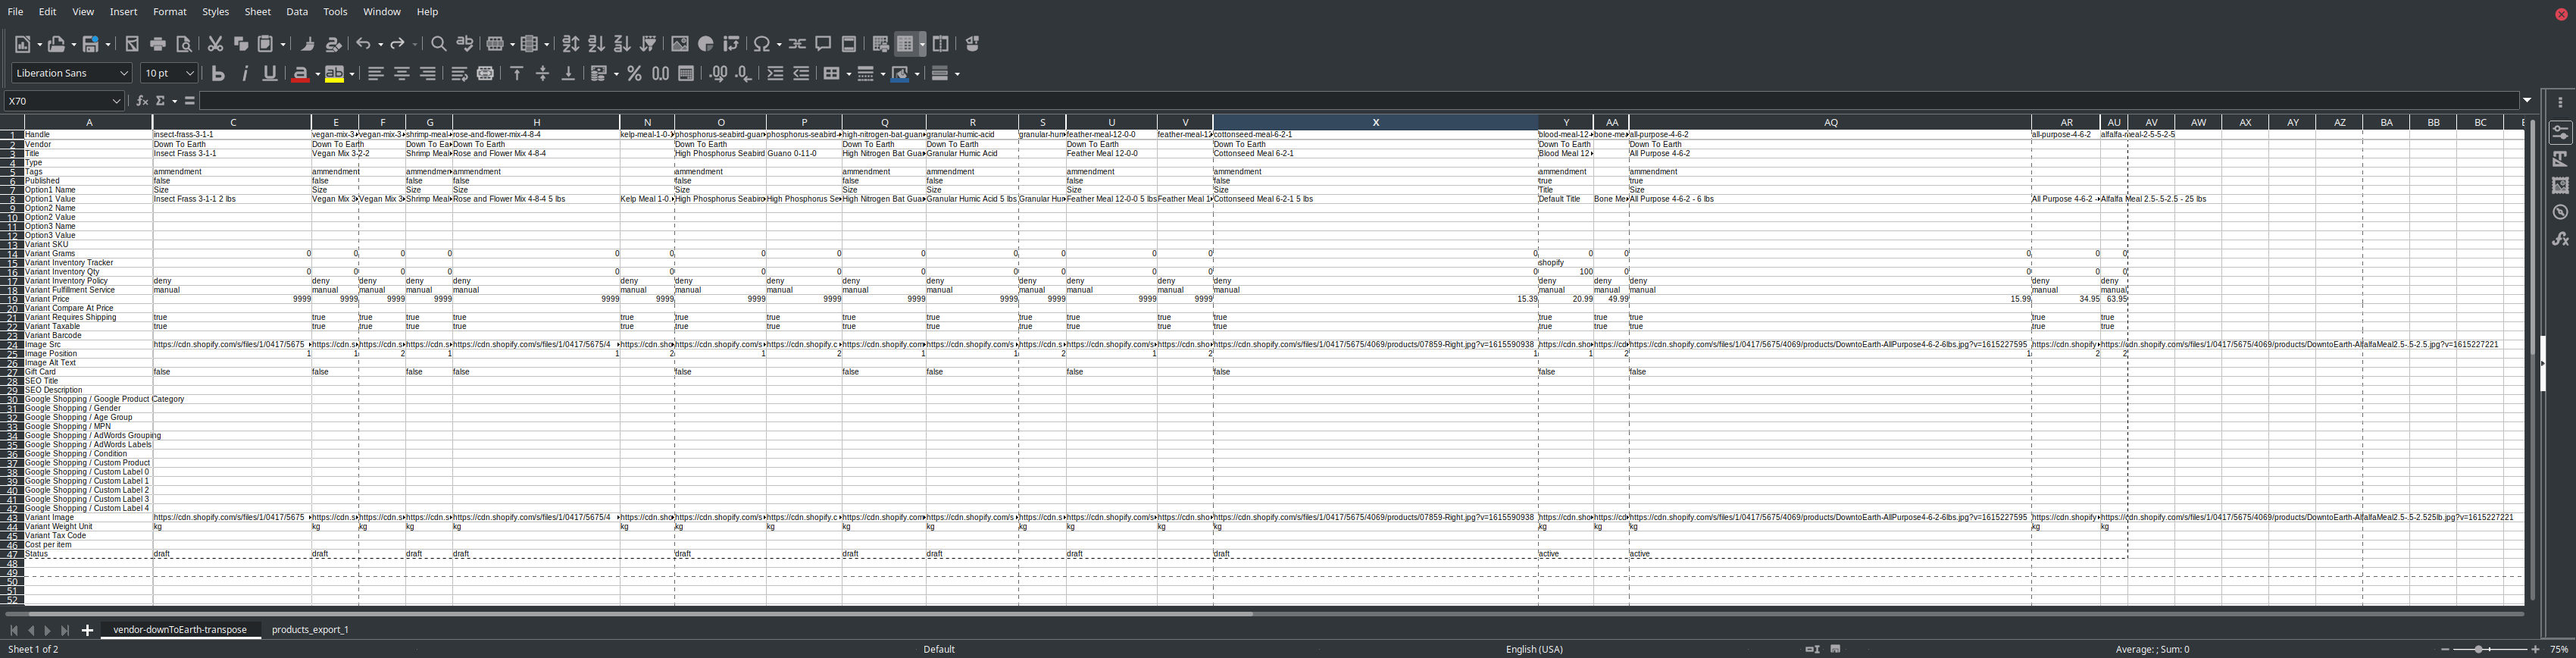 File Edit View Insert Format Styles Sheet Data Tools Window Help
Liberation Sans 10 pt
X70
A C E F G H N O P Q R S U V X Y AA AQ AR AU AV AW AX AY AZ BA BB BC
1 Handle insect-frass-3-1-1 vegan-mix-3 vegan-mix-3 shrimp-meal- rose-and-flower-mix-4-8-4 kelp-meal-1-0- phosphorus-seabird-guan phosphorus-seabird- high-nitrogen-bat-guan granular-humic-acid granular-hum feather-meal-12-0-0 feather-meal-12 cottonseed-meal-6-2-1 blood-meal-12- bone-me all-purpose-4-6-2 all-purpose-4-6-2 alfalfa-meal-2-5-5-2-5
2 Vendor Down To Earth Down To Earth Down To Ea Down To Earth Down To Earth Down To Earth Down To Earth Down To Earth Down To Earth Down To Earth Down To Earth
3 Title Insect Frass 3-1-1 Vegan Mix 3-2-2 Shrimp Mea Rose and Flower Mix 4-8-4 High Phosphorus Seabird Guano 0-11-0 High Nitrogen Bat Gua Granular Humic Acid Feather Meal 12-0-0 Cottonseed Meal 6-2-1 Blood Meal 12 All Purpose 4-6-2
4 Type
5 Tags ammendment ammendment ammendmen ammendment ammendment ammendment ammendment ammendment ammendment ammendment ammendment
6 Published false false false false false false false false false true true
7 Option1 Name Size Size Size Size Size Size Size Size Size Title Size
8 Option1 Value Insect Frass 3-1-1 2 lbs Vegan Mix 3 Vegan Mix 3 Shrimp Meal Rose and Flower Mix 4-8-4 5 lbs Kelp Meal 1-0. High Phosphorus Seabird High Phosphorus Se High Nitrogen Bat Gua Granular Humic Acid 5 lbs Granular Hu Feather Meal 12-0-0 5 lbs Feather Meal 1 Cottonseed Meal 6-2-1 5 lbs Default Title Bone Me All Purpose 4-6-2 - 6 lbs All Purpose 4-6-2 - Alfalfa Meal 2.5-.5-2.5 - 25 lbs
9 Option2 Name
10 Option2 Value
11 Option3 Name
12 Option3 Value
13 Variant SKU
14 Variant Grams 0 0 0 0 0 0 0 0 0 0 0 0 0 0 0 0 0 0 0
15 Variant Inventory Tracker shopify
16 Variant Inventory Qty 0 0 0 0 0 0 0 0 0 0 0 0 0 0 100 0 0 0 0
17 Variant Inventory Policy deny deny deny deny deny deny deny deny deny deny deny deny deny deny deny deny deny deny deny
18 Variant Fulfillment Service manual manual manual manual manual manual manual manual manual manual manual manual manual manual manual manual manual manual manual
19 Variant Price 9999 9999 9999 9999 9999 9999 9999 9999 9999 9999 9999 9999 9999 15.39 20.99 49.99 15.99 34.95 63.95
20 Variant Compare At Price
21 Variant Requires Shipping true true true true true true true true true true true true true true true true true true true
22 Variant Taxable true true true true true true true true true true true true true true true true true true true
23 Variant Barcode
24 Image Src https://cdn.shopify.com/s/files/1/0417/5675 https://cdn.s https://cdn.s https://cdn.s https://cdn.shopify.com/s/files/1/0417/5675/4 https://cdn.sho https://cdn.shopify.com/s https://cdn.shopify.c https://cdn.shopify.com https://cdn.shopify.com/s https://cdn.s https://cdn.shopify.com/s https://cdn.sho https://cdn.shopify.com/s/files/1/0417/5675/4069/products/07859-Right.jpg?v=1615590938 https://cdn.sho https://cd https://cdn.shopify.com/s/files/1/0417/5675/4069/products/DowntoEarth-AllPurpose4-6-2-6lbs.jpg?v=1615227595 https://cdn.shopify https://cdn.shopify.com/s/files/1/0417/5675/4069/products/DowntoEarth-AlfalfaMeal2.5-.5-2.5.jpg?v=1615227221
25 Image Position 1 1 2 1 1 2 1 2 1 1 2 1 2 1 1 2 1 2 2
26 Image Alt Text
27 Gift Card false false false false false false false false false false false
28 SEO Title
29 SEO Description
30 Google Shopping / Google Product Category
31 Google Shopping / Gender
32 Google Shopping / Age Group
33 Google Shopping / MPN
34 Google Shopping / AdWords Grouping
35 Google Shopping / AdWords Labels
36 Google Shopping / Condition
37 Google Shopping / Custom Product
38 Google Shopping / Custom Label 0
39 Google Shopping / Custom Label 1
40 Google Shopping / Custom Label 2
41 Google Shopping / Custom Label 3
42 Google Shopping / Custom Label 4
43 Variant Image https://cdn.shopify.com/s/files/1/0417/5675 https://cdn.s https://cdn.s https://cdn.s https://cdn.shopify.com/s/files/1/0417/5675/4 https://cdn.sho https://cdn.shopify.com/s https://cdn.shopify.c https://cdn.shopify.com https://cdn.shopify.com/s https://cdn.s https://cdn.shopify.com/s https://cdn.sho https://cdn.shopify.com/s/files/1/0417/5675/4069/products/07859-Right.jpg?v=1615590938 https://cdn.sho https://cd https://cdn.shopify.com/s/files/1/0417/5675/4069/products/DowntoEarth-AllPurpose4-6-2-6lbs.jpg?v=1615227595 https://cdn.shopify https://cdn.shopify.com/s/files/1/0417/5675/4069/products/DowntoEarth-AlfalfaMeal2.5-.5-2.525lb.jpg?v=1615227221
44 Variant Weight Unit kg kg kg kg kg kg kg kg kg kg kg kg kg kg kg kg kg kg kg
45 Variant Tax Code
46 Cost per item
47 Status draft draft draft draft draft draft draft draft draft active active
48
49
50
51
52
vendor-downToEarth-transpose products_export_1
Sheet 1 of 2 Default English (USA) Average: ; Sum: 0 75%